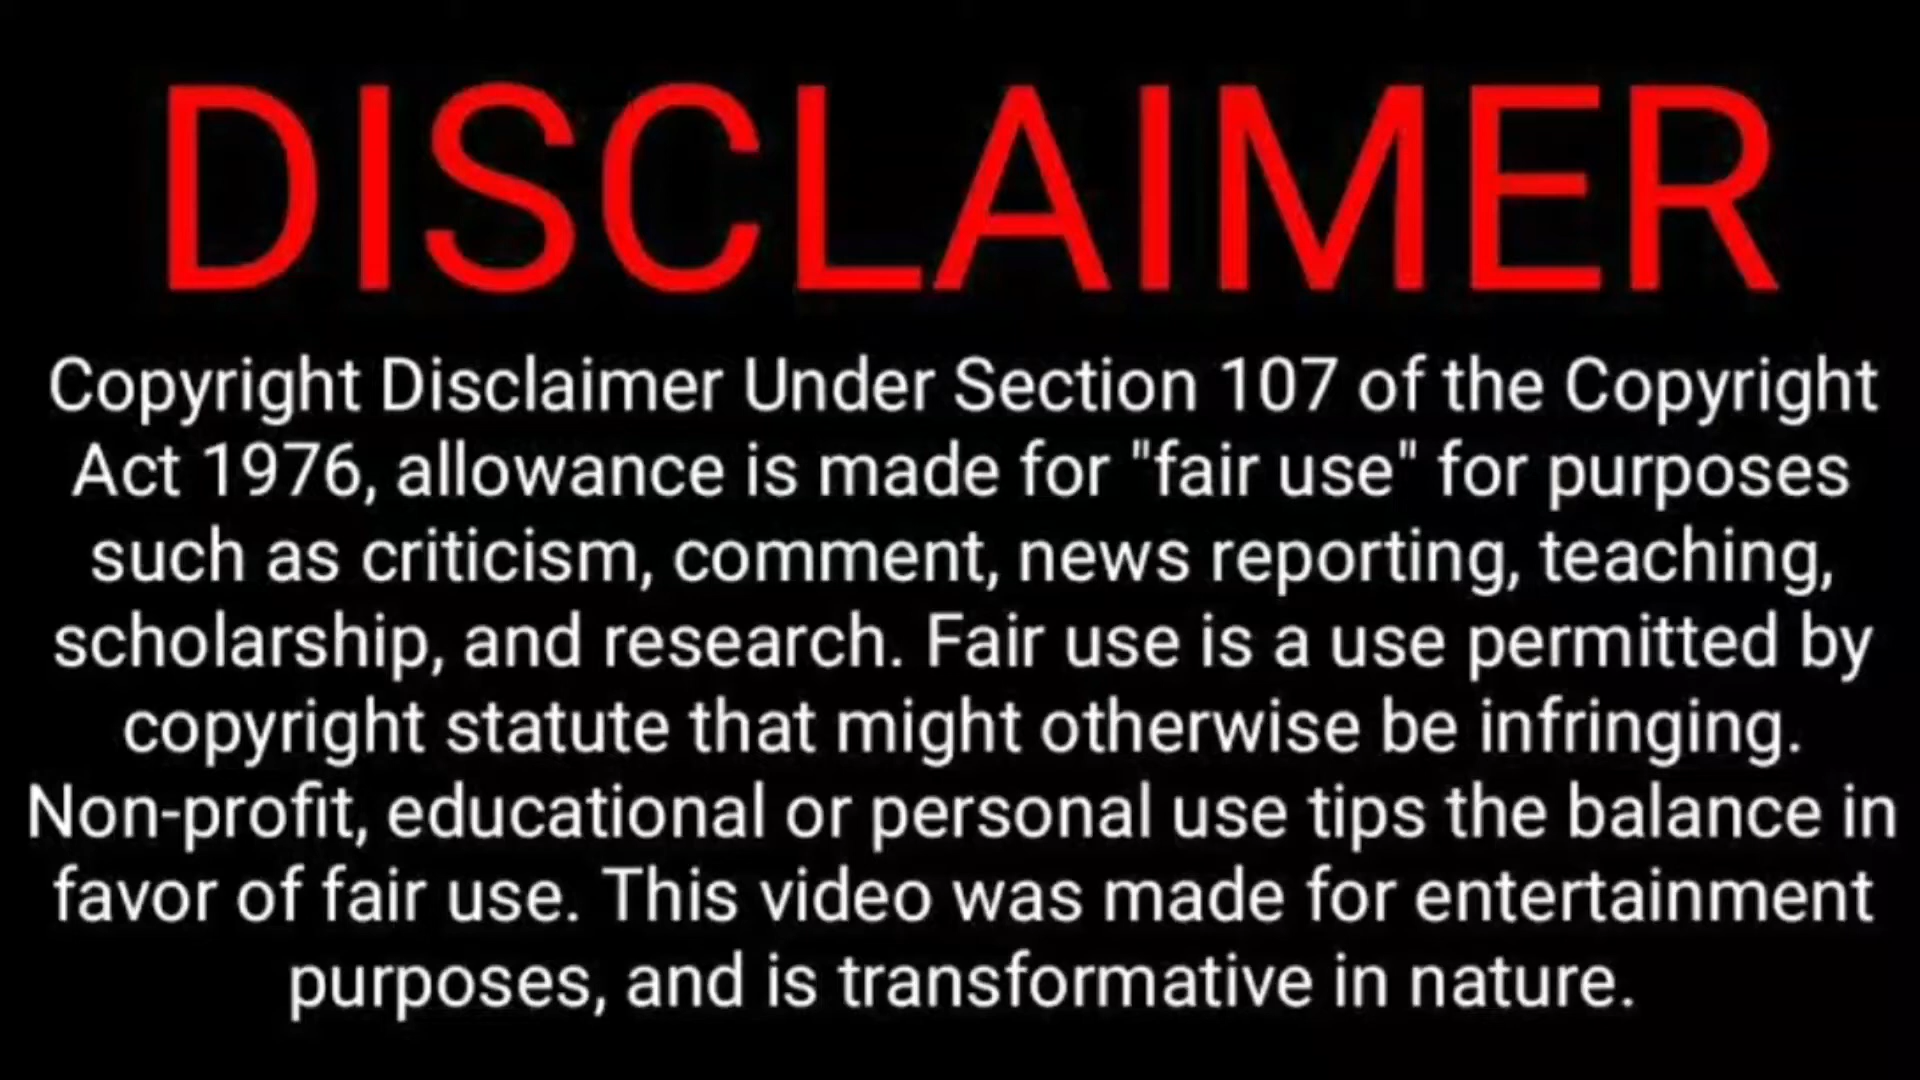 DISCLAIMER
Copyright Disclaimer Under Section 107 of the Copyright
Act 1976, allowance is made for "fair use" for purposes
such as criticism, comment, news reporting, teaching,
scholarship, and research. Fair use is a use permitted by
copyright statute that might otherwise be infringing.
Non-profit, educational or personal use tips the balance in
favor of fair use. This video was made for entertainment
purposes, and is transformative in nature.